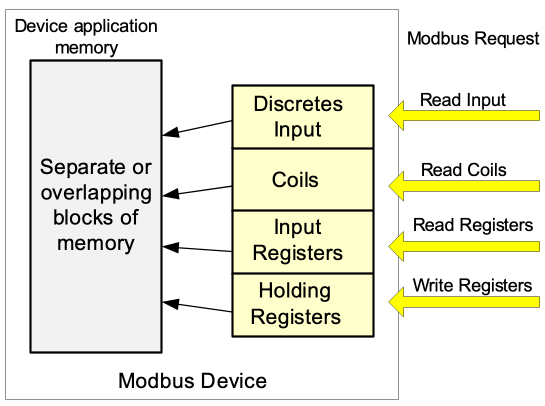 Device application
memory
Modbus Request
Separate or
overlapping
blocks of
memory
Discretes
Input
Coils
Input
Registers
Holding
Registers
Read Input
Read Coils
Read Registers
Write Registers
Modbus Device